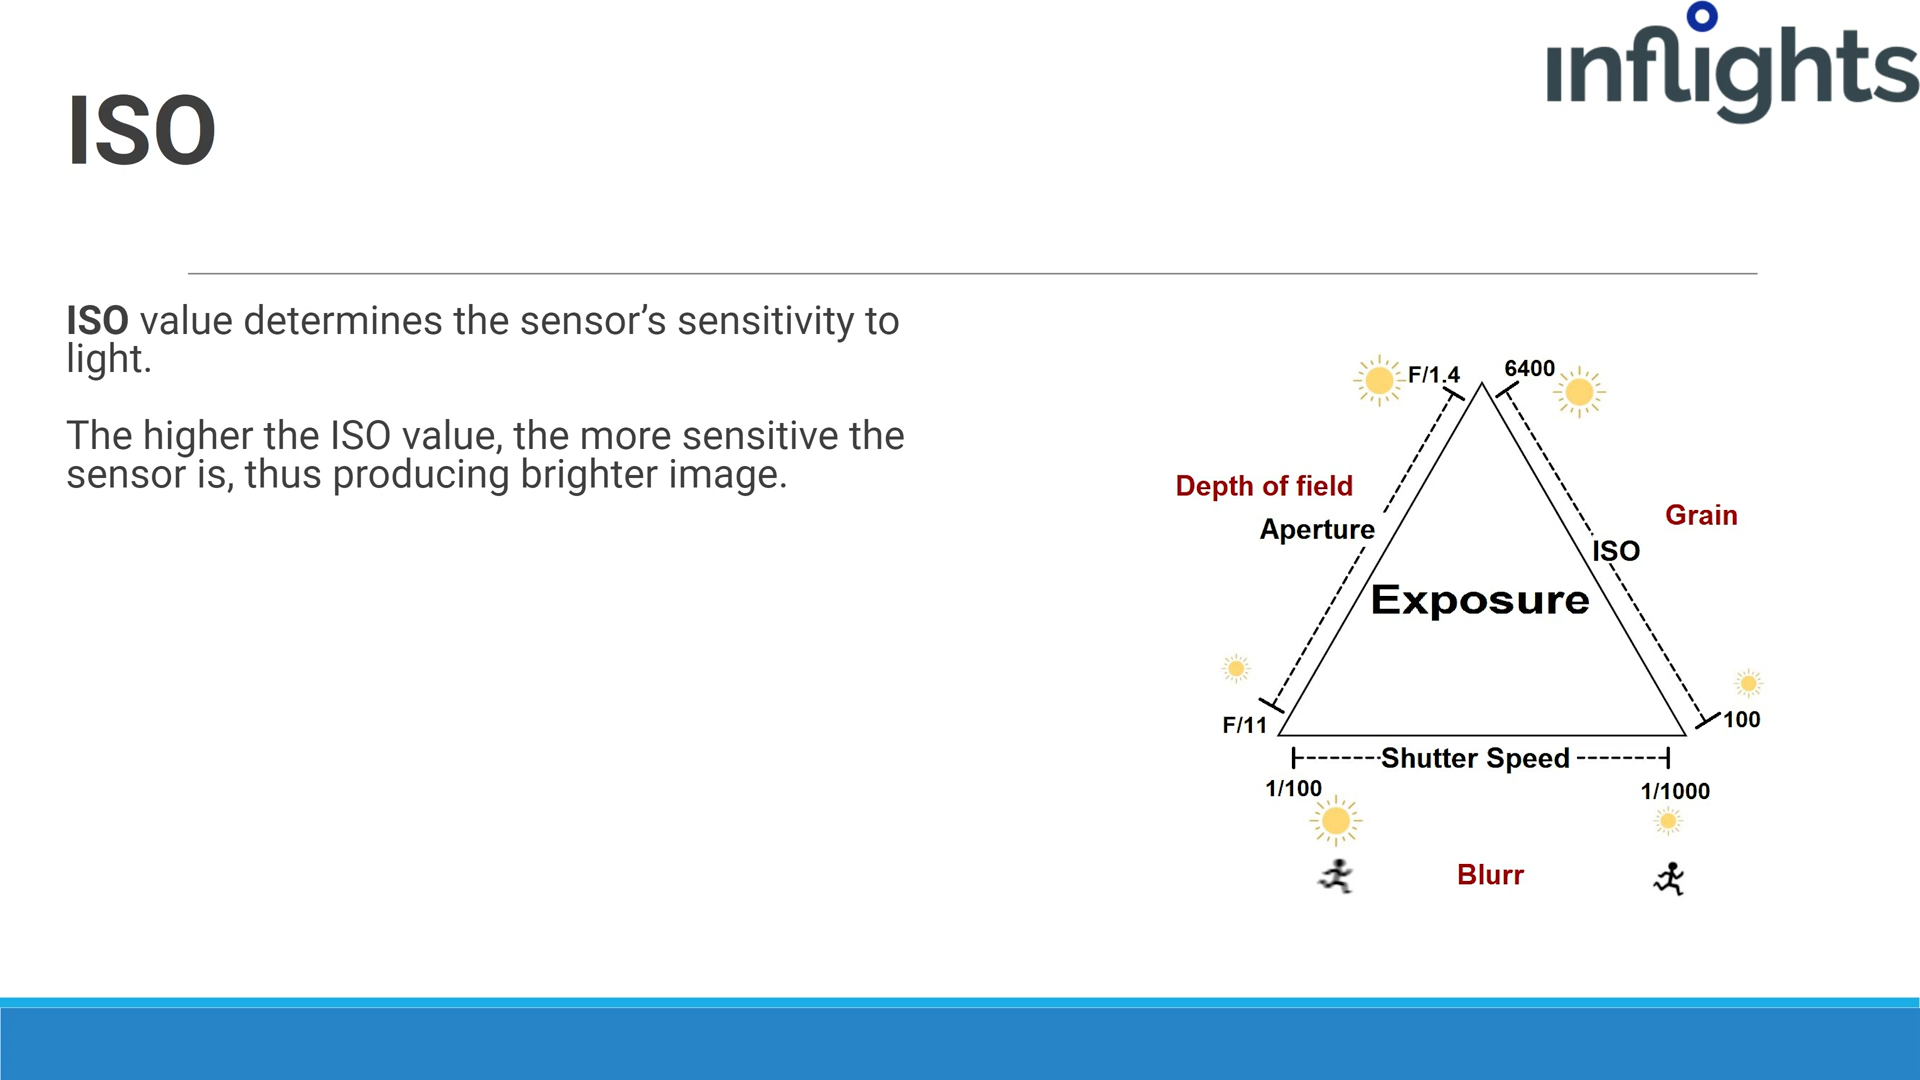 inflights
ISO
ISO value determines the sensor’s sensitivity to
light.
The higher the ISO value, the more sensitive the
sensor is, thus producing brighter image.
F/1.4
6400
Depth of field
Aperture
Grain
ISO
Exposure
F/11
100
Shutter Speed
1/100
1/1000
Blurr